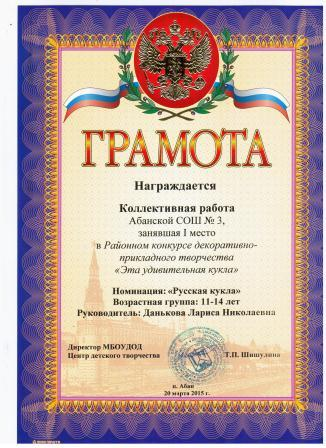 ГРАМОТА
Награждается
Коллективная работа
Абанской СОШ № 3,
занявшая I место
в Районном конкурсе декоративно-
прикладного творчества
«Эта удивительная кукла»
Номинация: «Русская кукла»
Возрастная группа: 11-14 лет
Руководитель: Данькова Лариса Николаевна
Директор МБОУДОД
Центр детского творчества Т.П. Шишулина
п. Абан
20 марта 2015 г.